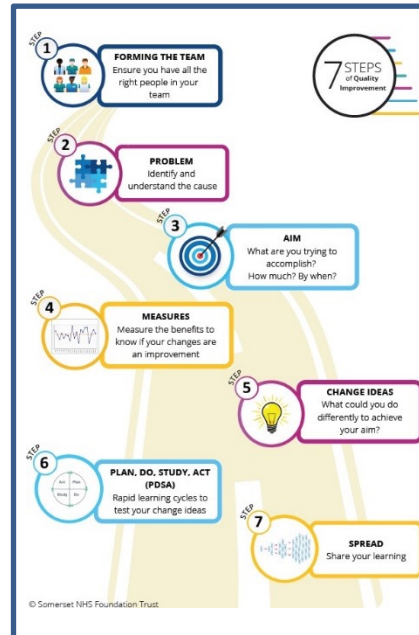 7 STEPS
of Quality
Improvement
STEP
1
FORMING THE TEAM
Ensure you have all the
right people in your
team
STEP
2
PROBLEM
Identify and
understand the cause
STEP
3
AIM
What are you trying to
accomplish?
How much? By when?
STEP
4
MEASURES
Measure the benefits to
know if your changes are
an improvement
STEP
5
CHANGE IDEAS
What could you do
differently to achieve
your aim?
STEP
6
Act Plan
Study Do
PLAN, DO, STUDY, ACT
(PDSA)
Rapid learning cycles to
test your change ideas
STEP
7
SPREAD
Share your learning
© Somerset NHS Foundation Trust